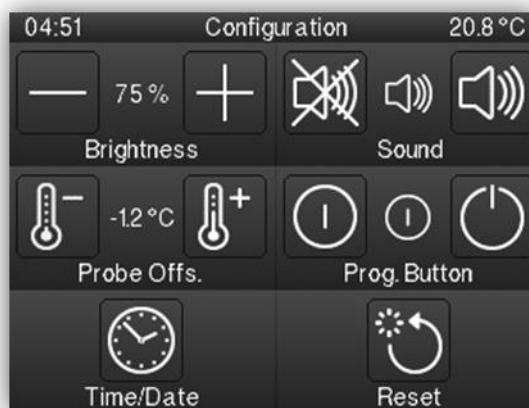 04:51 Configuration 20.8 °C
75 %
Brightness Sound
-1.2 °C
Probe Offs. Prog. Button
Time/Date Reset